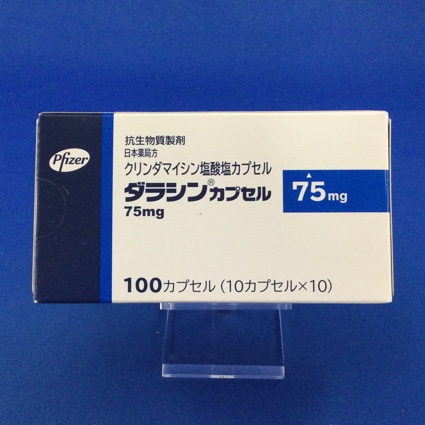 Pfizer
抗生物質製剤
日本薬局方
クリンダマイシン塩酸塩カプセル
ダラシン®カプセル
75mg
75mg
100カプセル (10カプセル×10)